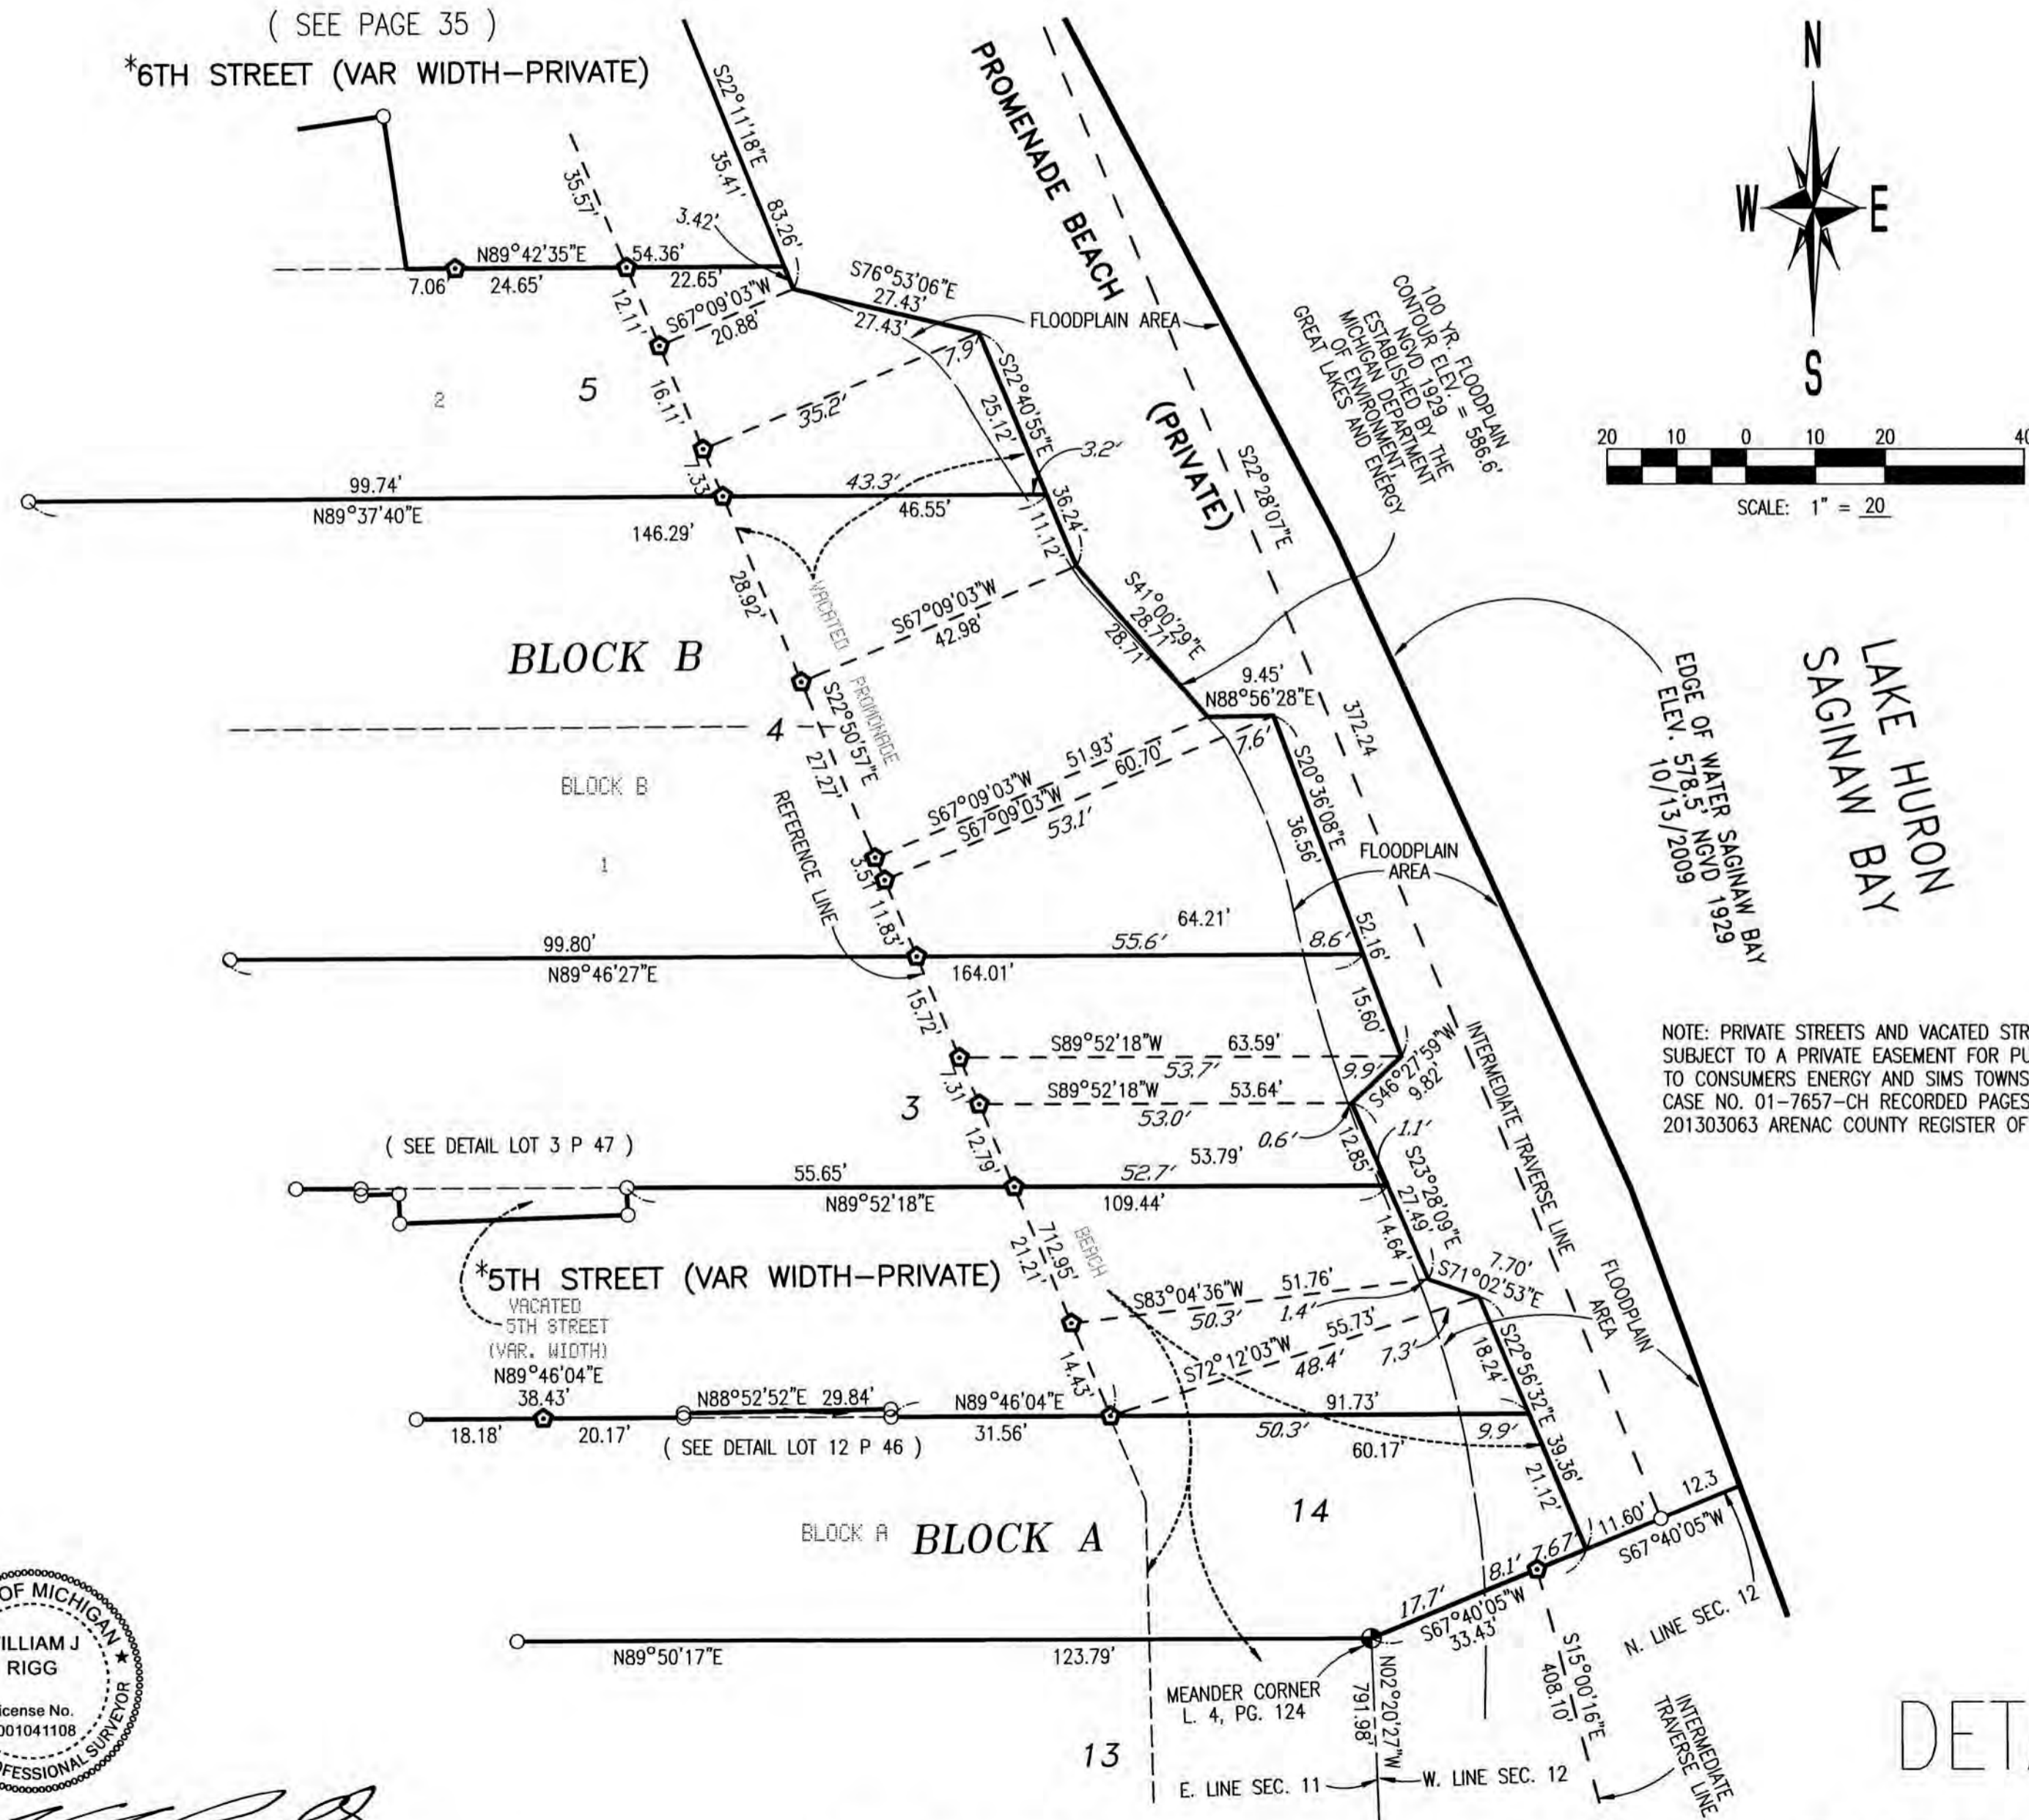 ( SEE PAGE 35 )
*6TH STREET (VAR WIDTH-PRIVATE)
S22°11'18"E
35.41'
83.26'
3.42'
35.57'
N89°42'35"E
54.36'
7.06'
24.65'
22.65'
12.11'
S67°09'03"W
20.88'
S76°53'06"E
27.43'
27.43'
FLOODPLAIN AREA
PROMENADE BEACH
(PRIVATE)
N
W
E
S
20
10
0
10
20
SCALE: 1" = 20
100 YR. FLOODPLAIN
CONTOUR ELEV. = 586.6'
NGVD 1929
ESTABLISHED BY THE
MICHIGAN DEPARTMENT
OF ENVIRONMENT,
GREAT LAKES AND ENERGY
2
5
16.11'
7.9'
35.2'
S22°40'55"E
25.12'
3.2'
36.24'
11.12'
S22°28'07"E
372.24
99.74'
N89°37'40"E
7.33'
43.3'
46.55'
146.29'
28.92'
VACATED
PROMONADE
S67°09'03"W
42.98'
S41°00'29"E
28.71'
28.71'
BLOCK B
4
S22°50'57"E
27.27'
BLOCK B
1
9.45'
N88°56'28"E
51.93'
S67°09'03"W
60.70'
S67°09'03"W
53.1'
7.6'
S20°36'08"E
36.56'
52.16'
FLOODPLAIN
AREA
3.51'
11.83'
REFERENCE LINE
EDGE OF WATER SAGINAW BAY
ELEV. 578.5' NGVD 1929
10/13/2009
LAKE HURON
SAGINAW BAY
99.80'
N89°46'27"E
64.21'
55.6'
8.6'
164.01'
15.72'
15.60'
S89°52'18"W 63.59'
53.7'
9.9'
S46°27'59"W
9.82'
7.31'
S89°52'18"W 53.64'
53.0'
0.6'
1.1'
3
12.79'
12.85'
INTERMEDIATE TRAVERSE LINE
NOTE: PRIVATE STREETS AND VACATED STR
SUBJECT TO A PRIVATE EASEMENT FOR PU
TO CONSUMERS ENERGY AND SIMS TOWNS
CASE NO. 01-7657-CH RECORDED PAGES
201303063 ARENAC COUNTY REGISTER OF
( SEE DETAIL LOT 3 P 47 )
55.65'
N89°52'18"E
53.79'
52.7'
109.44'
S23°28'09"E
27.49'
14.64'
712.95'
21.21'
BEACH
*5TH STREET (VAR WIDTH-PRIVATE)
VACATED
5TH STREET
(VAR. WIDTH)
S83°04'36"W 51.76'
50.3'
1.4'
7.70'
S71°02'53"E
FLOODPLAIN
AREA
14.43'
S72°12'03"W
55.73'
48.4'
7.3'
18.24'
S22°56'32"E
39.36'
21.12'
N89°46'04"E
38.43'
18.18'
20.17'
N88°52'52"E 29.84'
( SEE DETAIL LOT 12 P 46 )
N89°46'04"E
31.56'
91.73'
50.3'
9.9'
60.17'
BLOCK A
BLOCK A
14
12.3
11.60'
S67°40'05"W
7.67'
8.1'
17.7'
S67°40'05"W
33.43'
N. LINE SEC. 12
N89°50'17"E
123.79'
MEANDER CORNER
L. 4, PG. 124
N02°20'27"W
791.98'
S15°00'16"E
408.10'
INTERMEDIATE
TRAVERSE LINE
13
E. LINE SEC. 11
W. LINE SEC. 12
OF MICHIGAN
ILLIAM J
RIGG
icense No.
001041108
OFESSIONAL SURVEYOR
DET